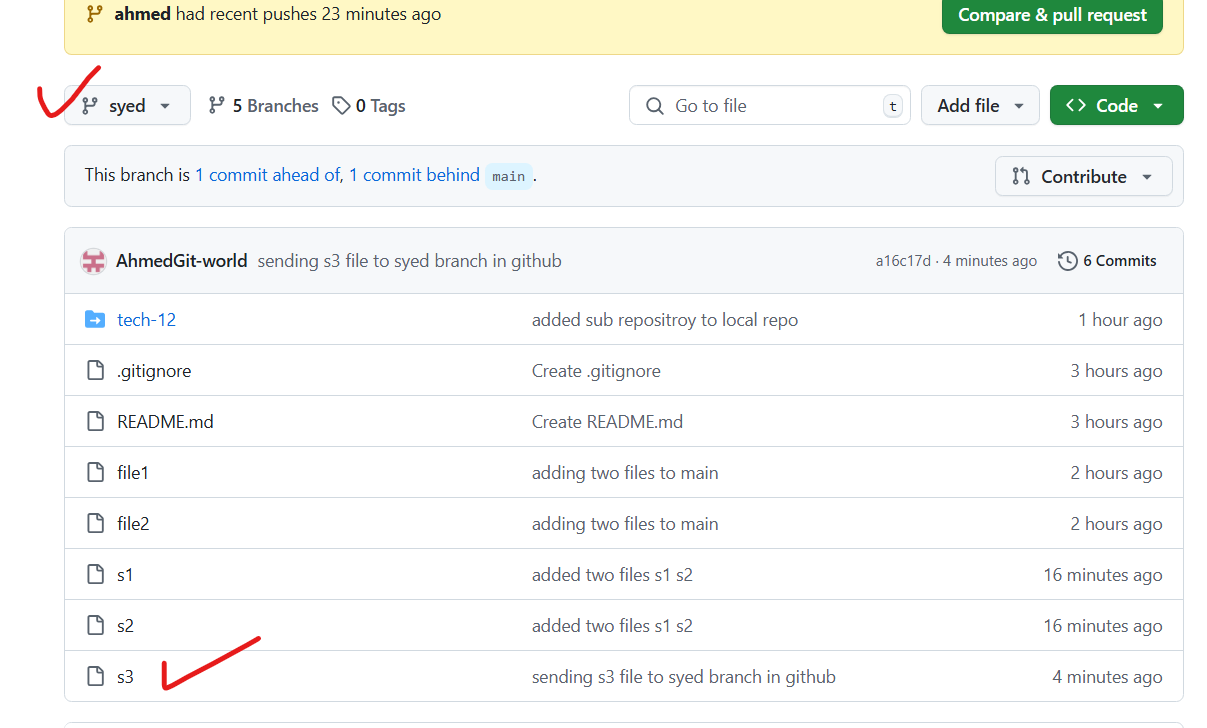 ahmed had recent pushes 23 minutes ago
Compare & pull request
syed
5 Branches
0 Tags
Go to file
t
Add file
Code
This branch is 1 commit ahead of, 1 commit behind main .
Contribute
AhmedGit-world sending s3 file to syed branch in github a16c17d · 4 minutes ago 6 Commits
tech-12 added sub repositroy to local repo 1 hour ago
.gitignore Create .gitignore 3 hours ago
README.md Create README.md 3 hours ago
file1 adding two files to main 2 hours ago
file2 adding two files to main 2 hours ago
s1 added two files s1 s2 16 minutes ago
s2 added two files s1 s2 16 minutes ago
s3 sending s3 file to syed branch in github 4 minutes ago